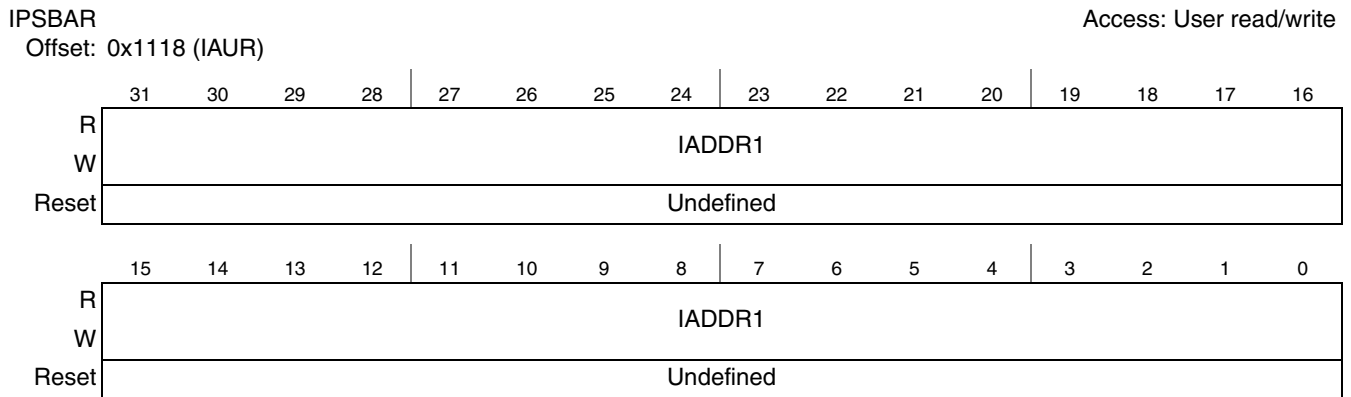 IPSBAR Access: User read/write
Offset: 0x1118 (IAUR)
31 30 29 28 27 26 25 24 23 22 21 20 19 18 17 16
R
IADDR1
W
Reset Undefined
15 14 13 12 11 10 9 8 7 6 5 4 3 2 1 0
R
IADDR1
W
Reset Undefined